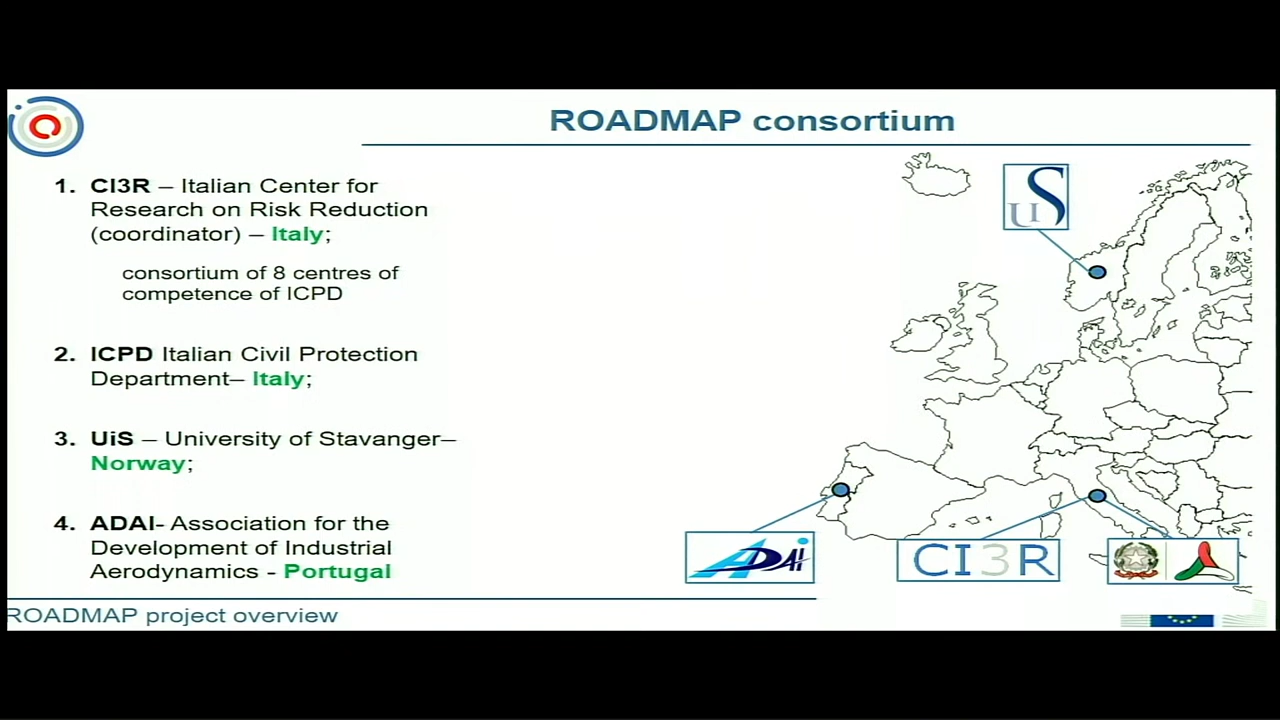 ROADMAP consortium
1. CI3R – Italian Center for
Research on Risk Reduction
(coordinator) – Italy;
consortium of 8 centres of
competence of ICPD
2. ICPD Italian Civil Protection
Department– Italy;
3. UiS – University of Stavanger–
Norway;
4. ADAI- Association for the
Development of Industrial
Aerodynamics - Portugal
UiS
ADAI
CI3R
ROADMAP project overview